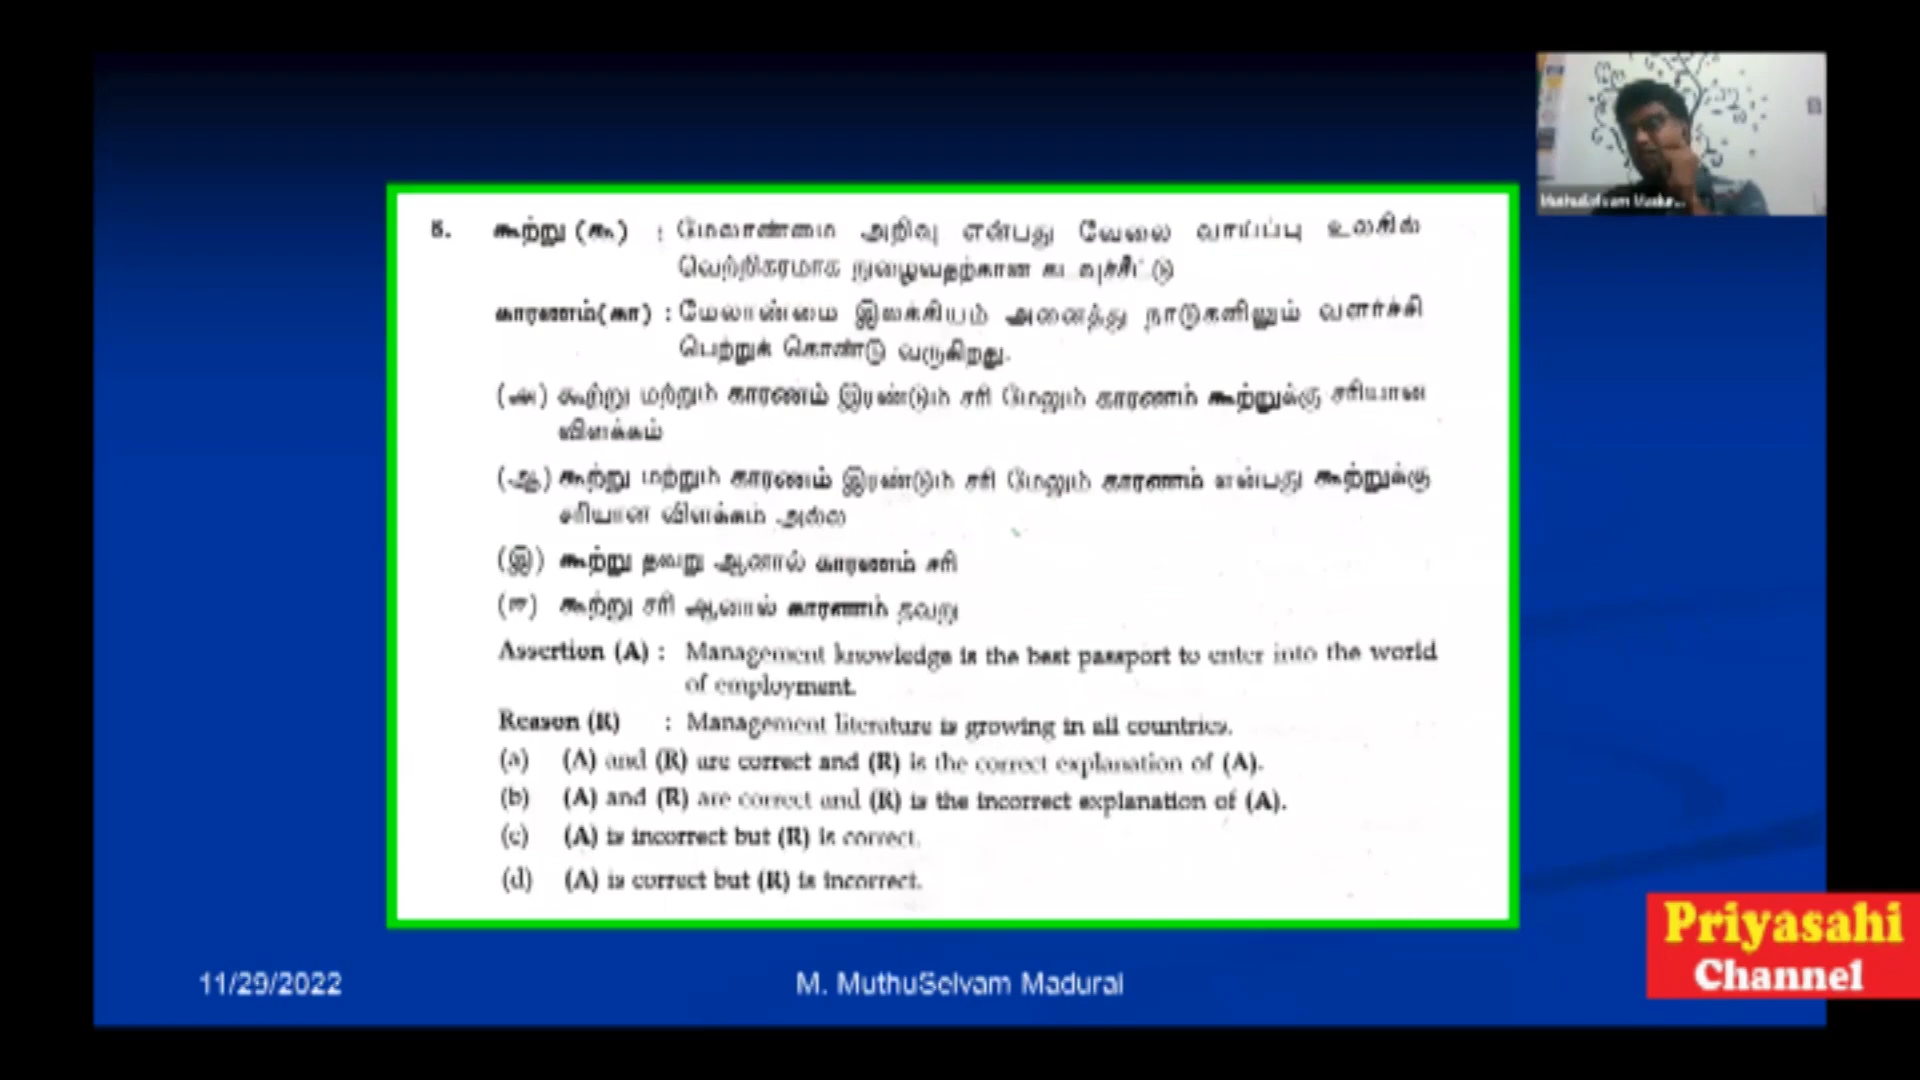 5. கூற்று (கூ) : மேலாண்மை அறிவு என்பது வேலை வாய்ப்பு உலகில்
வெற்றிகரமாக நுழைவதற்கான கடவுச்சீட்டு
காரணம்(கா) : மேலாண்மை இலக்கியம் அனைத்து நாடுகளிலும் வளர்ச்சி
பெற்றுக் கொண்டு வருகிறது.
(அ) கூற்று மற்றும் காரணம் இரண்டும் சரி மேலும் காரணம் கூற்றுக்கு சரியான
விளக்கம்
(ஆ) கூற்று மற்றும் காரணம் இரண்டும் சரி மேலும் காரணம் என்பது கூற்றுக்கு
சரியான விளக்கம் அல்ல
(இ) கூற்று தவறு ஆனால் காரணம் சரி
(ஈ) கூற்று சரி ஆனால் காரணம் தவறு
Assertion (A) : Management knowledge is the best passport to enter into the world
of employment.
Reason (R) : Management literature is growing in all countries.
(a) (A) and (R) are correct and (R) is the correct explanation of (A).
(b) (A) and (R) are correct and (R) is the incorrect explanation of (A).
(c) (A) is incorrect but (R) is correct.
(d) (A) is correct but (R) is incorrect.
MuthuSelvam Madur...
11/29/2022
M. MuthuSelvam Madurai
Priyasahi
Channel